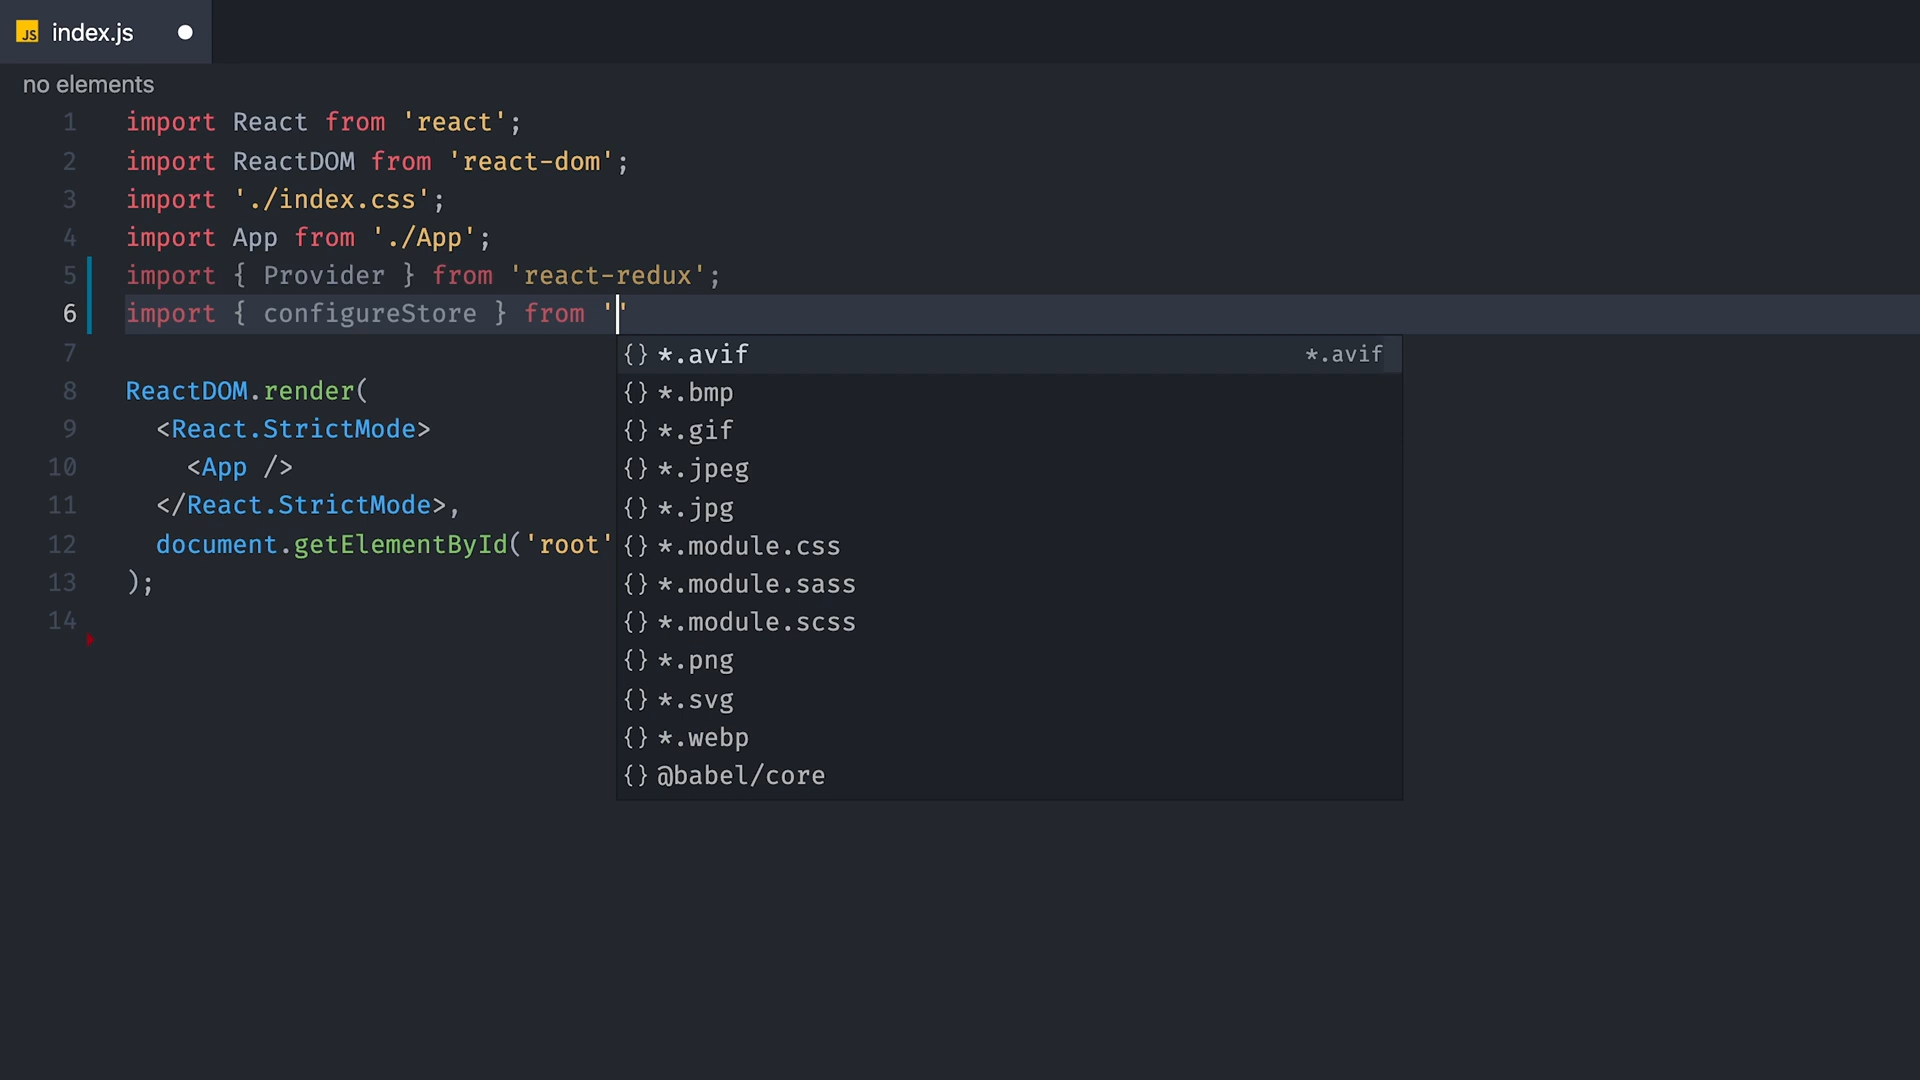 JS index.js
no elements
1 import React from 'react';
2 import ReactDOM from 'react-dom';
3 import './index.css';
4 import App from './App';
5 import { Provider } from 'react-redux';
6 import { configureStore } from ''
{} *.avif *.avif
7
{} *.bmp
8 ReactDOM.render(
{} *.gif
9 <React.StrictMode>
{} *.jpeg
10 <App />
{} *.jpg
11 </React.StrictMode>,
{} *.module.css
12 document.getElementById('root'
{} *.module.sass
13 );
{} *.module.scss
14
{} *.png
{} *.svg
{} *.webp
{} @babel/core